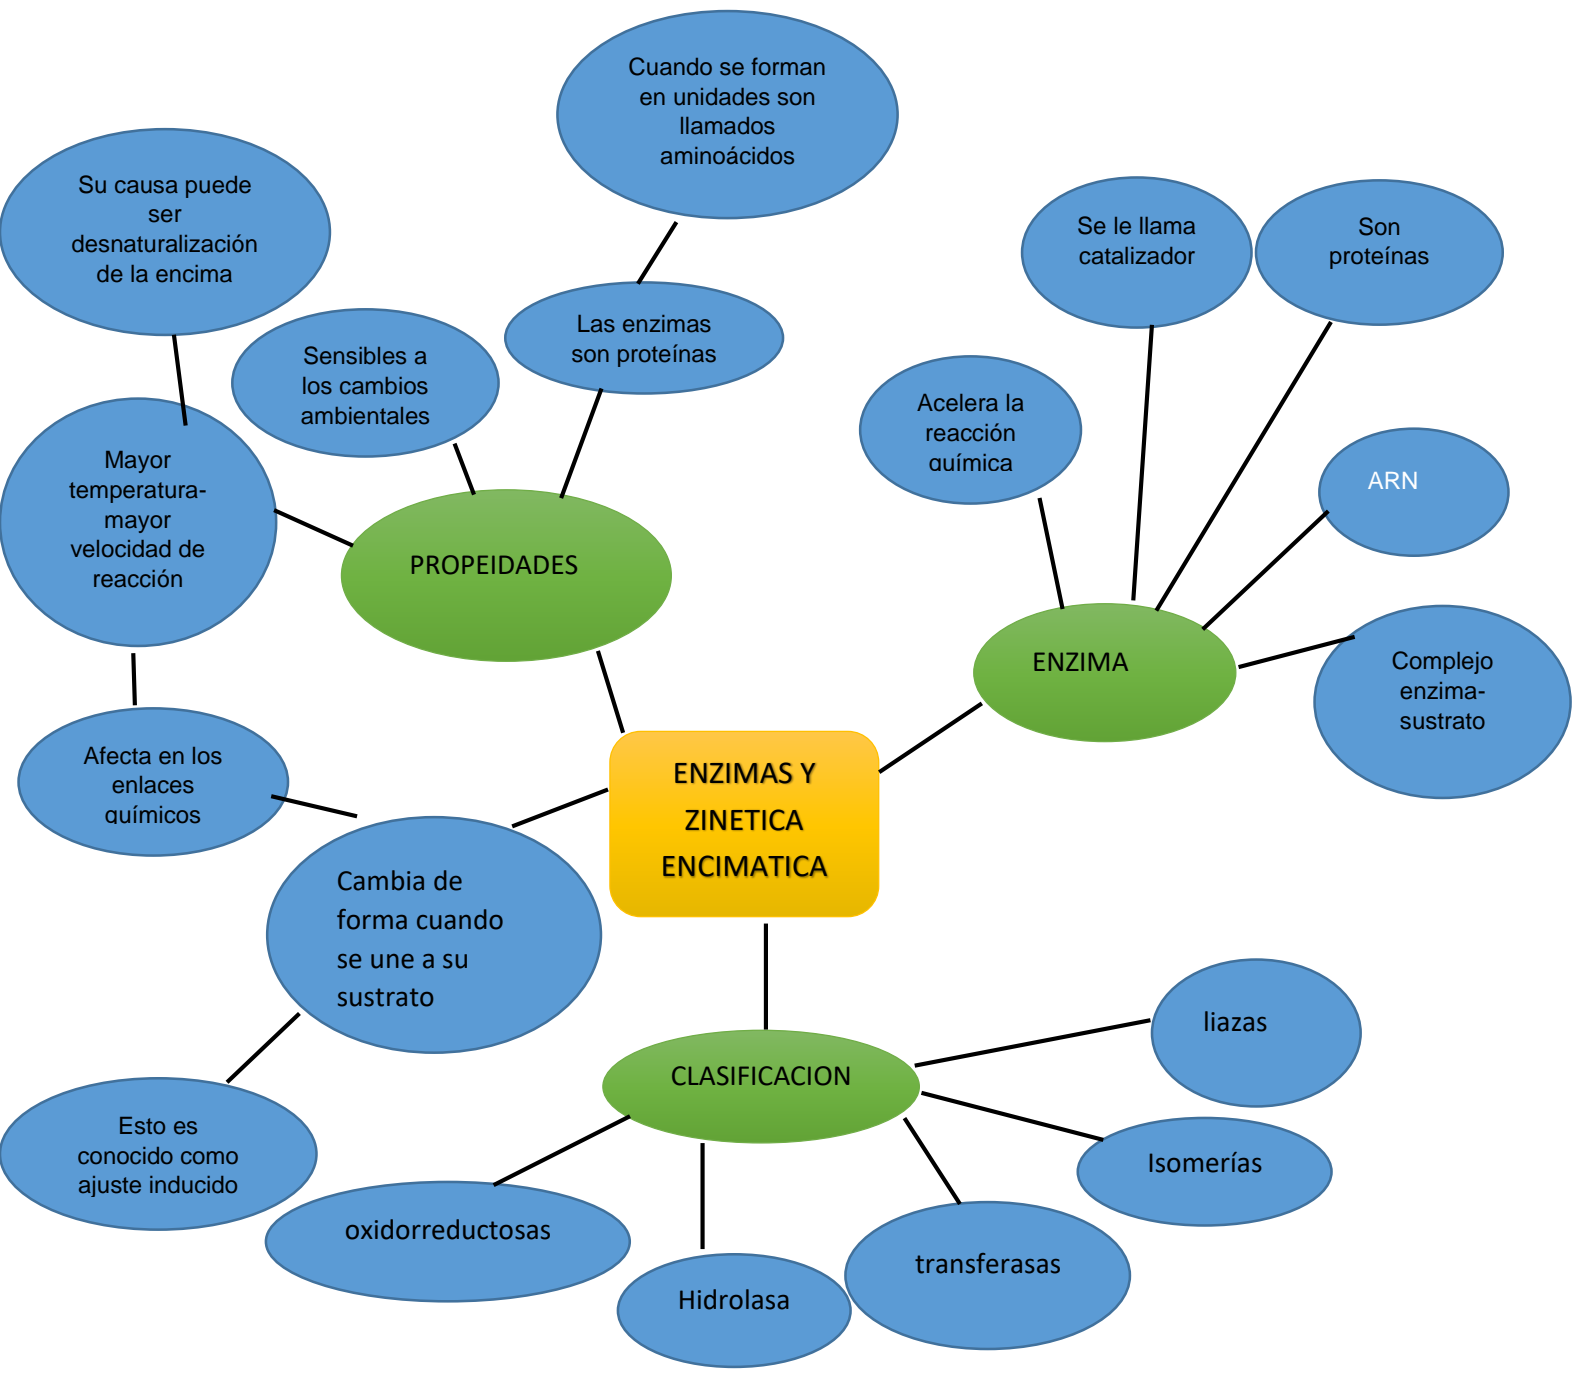 Cuando se forman
en unidades son
llamados
aminoácidos
Su causa puede
ser
desnaturalización
de la encima
Se le llama
catalizador
Son
proteínas
Las enzimas
son proteínas
Sensibles a
los cambios
ambientales
Acelera la
reacción
química
Mayor
temperatura-
mayor
velocidad de
reacción
ARN
PROPEIDADES
ENZIMA
Complejo
enzima-
sustrato
Afecta en los
enlaces
químicos
ENZIMAS Y
ZINETICA
ENCIMATICA
Cambia de
forma cuando
se une a su
sustrato
liazas
CLASIFICACION
Esto es
conocido como
ajuste inducido
Isomerías
oxidorreductosas
transferasas
Hidrolasa